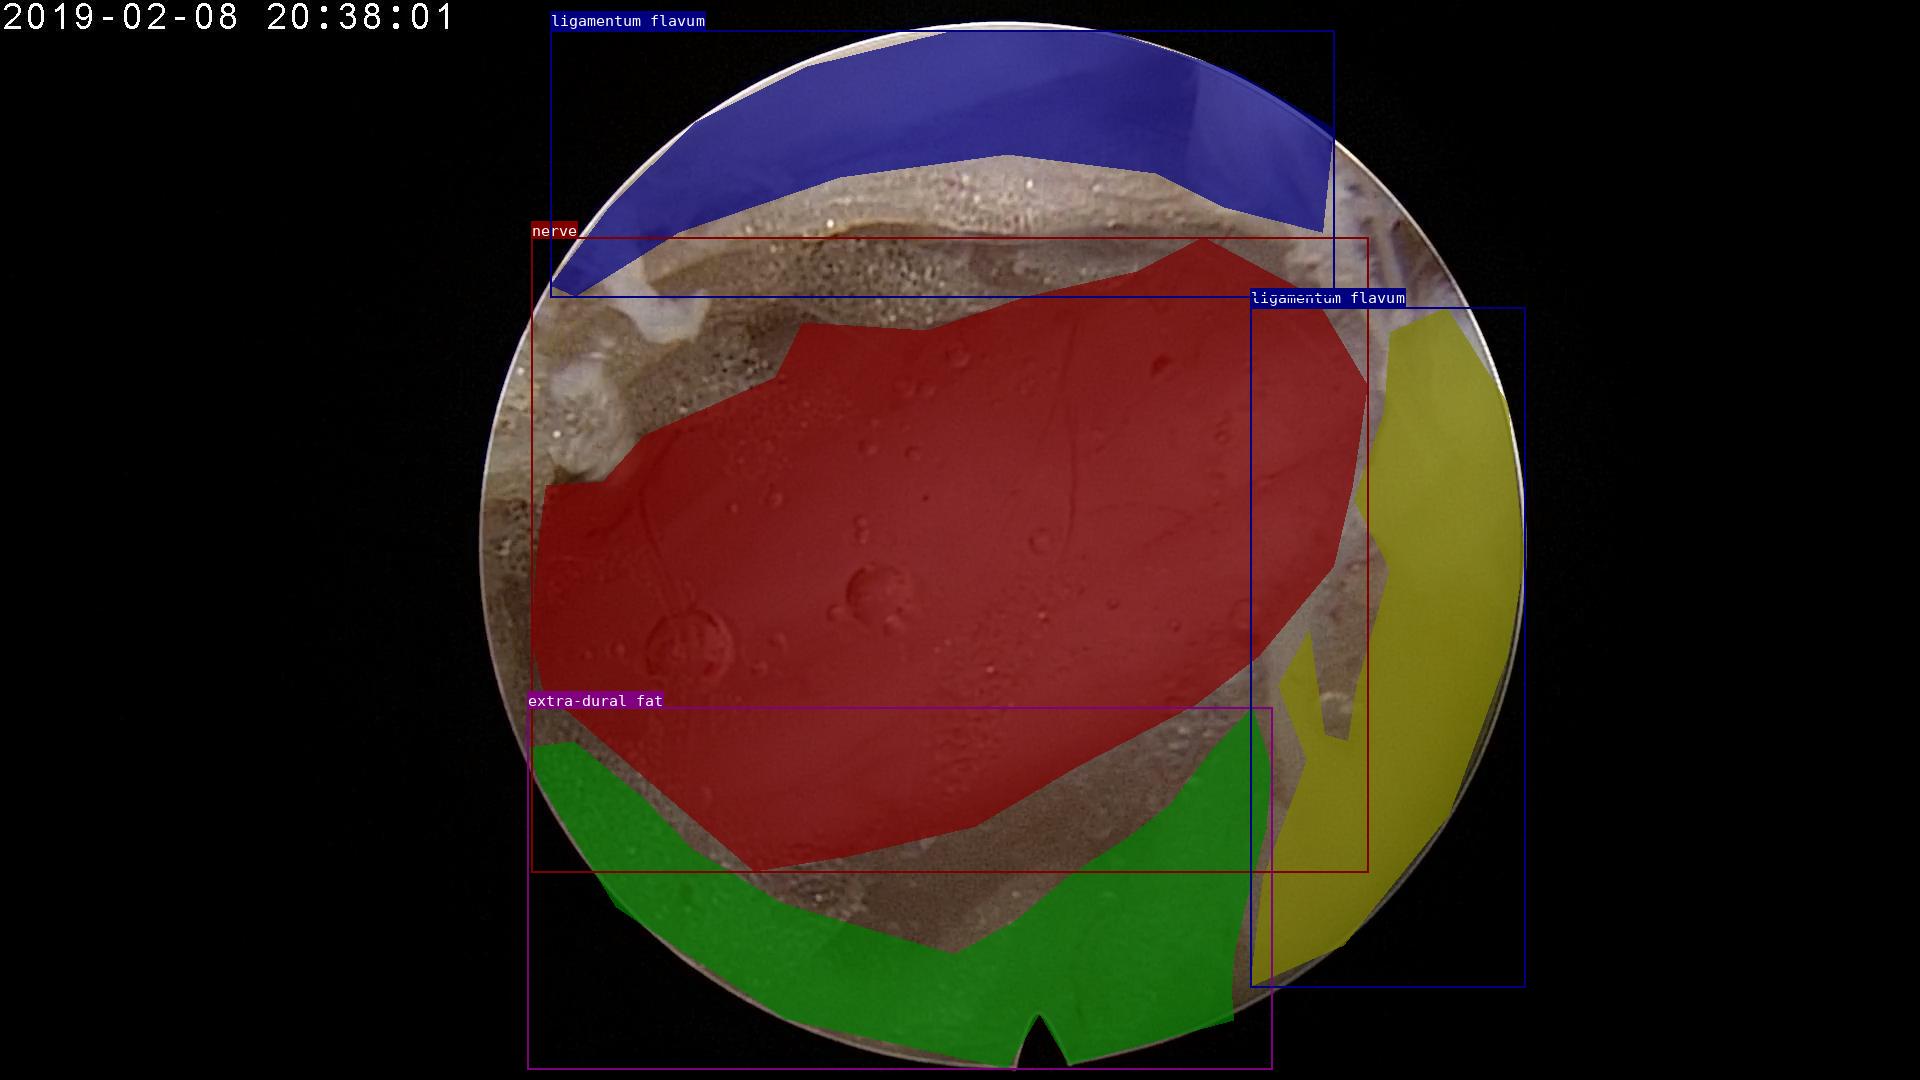 2019-02-08 20:38:01
ligamentum flavum
nerve
ligamentum flavum
extra-dural fat